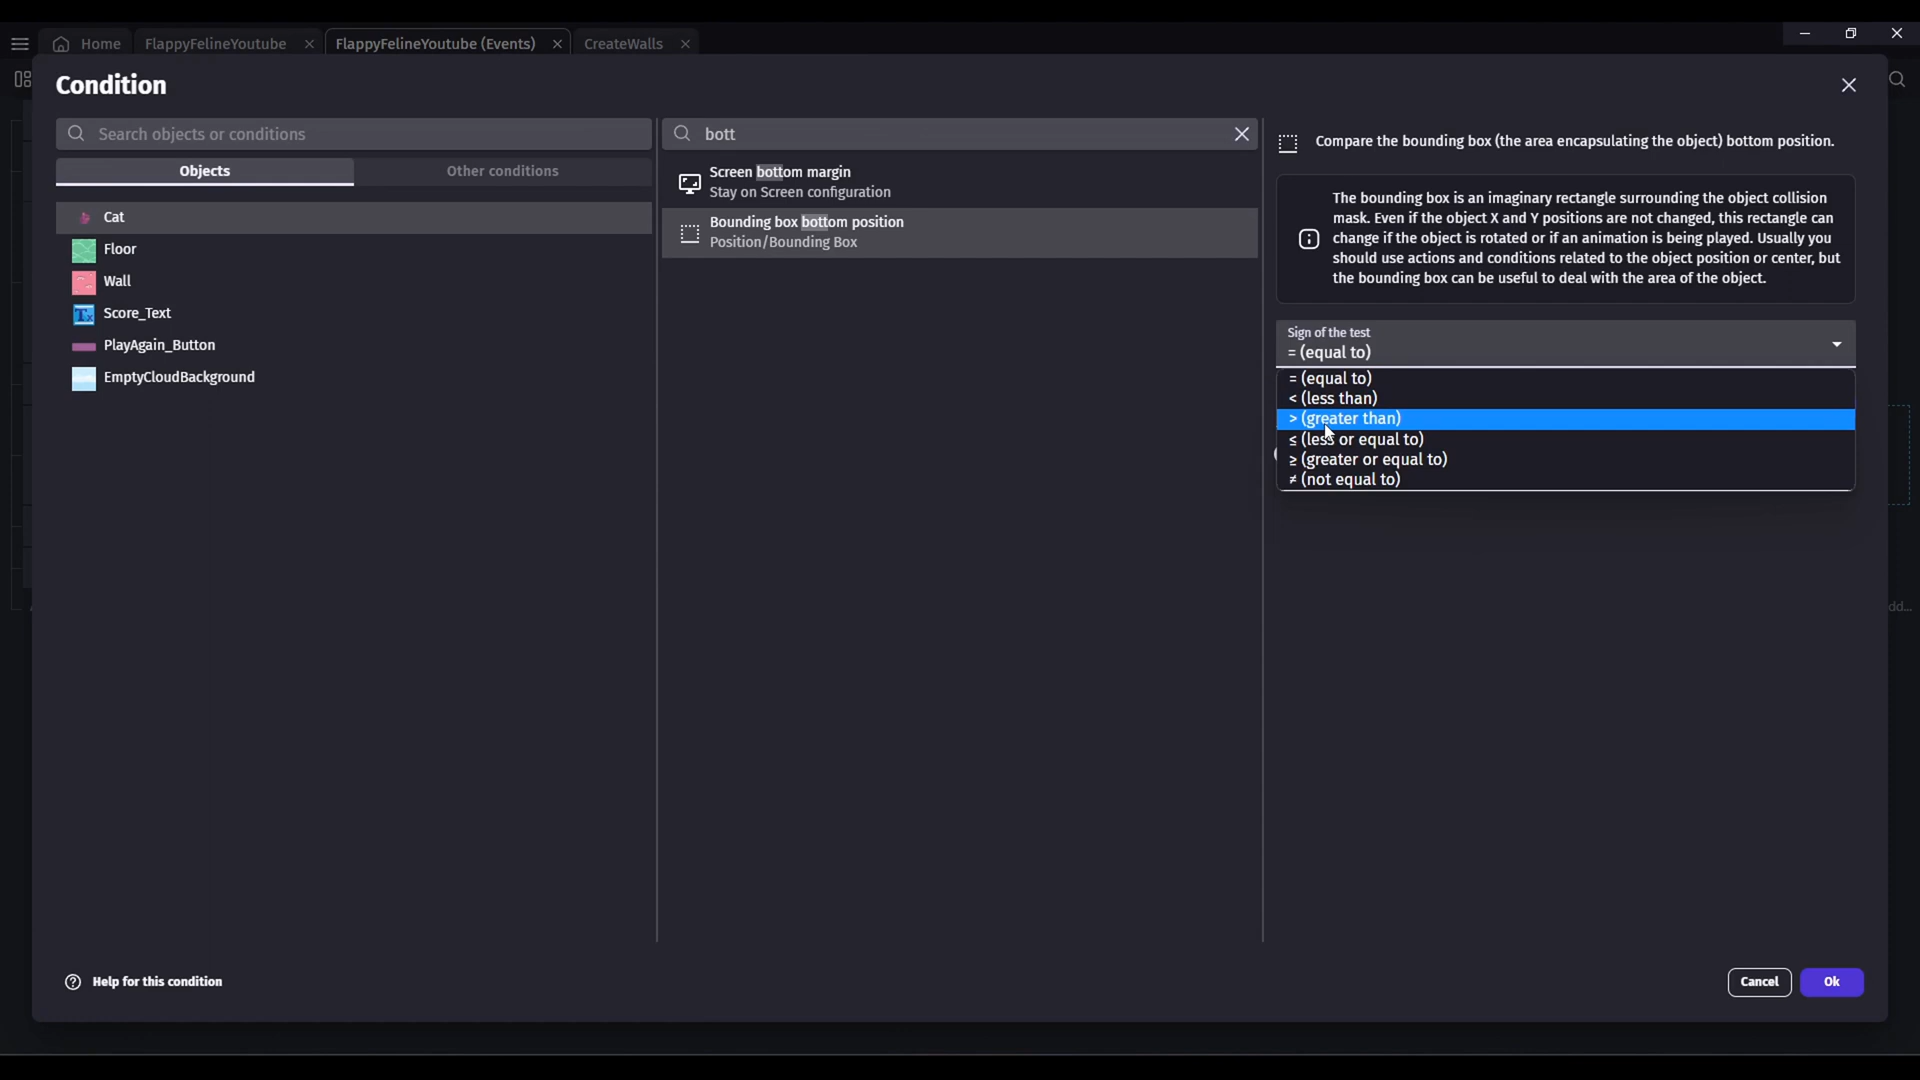 Home
FlappyFelineYoutube
FlappyFelineYoutube (Events)
CreateWalls
Condition
Search objects or conditions
Objects
Other conditions
Cat
Floor
Wall
Score_Text
PlayAgain_Button
EmptyCloudBackground
bott
Screen bottom margin
Stay on Screen configuration
Bounding box bottom position
Position/Bounding Box
Compare the bounding box (the area encapsulating the object) bottom position.
The bounding box is an imaginary rectangle surrounding the object collision
mask. Even if the object X and Y positions are not changed, this rectangle can
change if the object is rotated or if an animation is being played. Usually you
should use actions and conditions related to the object position or center, but
the bounding box can be useful to deal with the area of the object.
Sign of the test
= (equal to)
= (equal to)
< (less than)
> (greater than)
≤ (less or equal to)
≥ (greater or equal to)
≠ (not equal to)
dd...
Help for this condition
Cancel
Ok